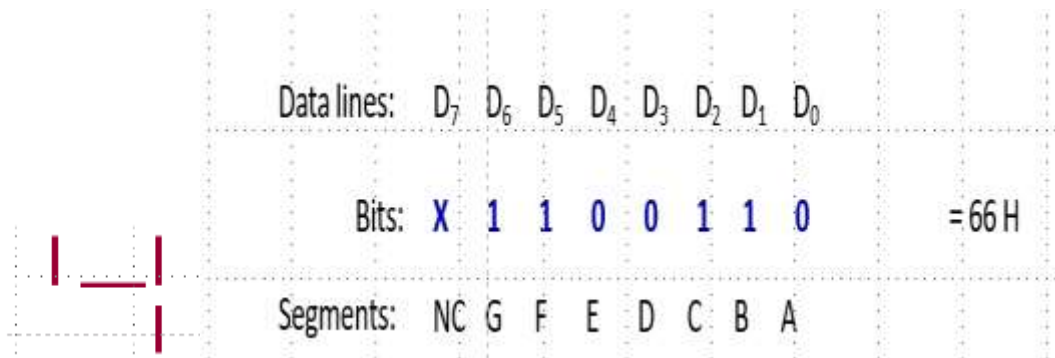 Data lines: D₇ D₆ D₅ D₄ D₃ D₂ D₁ D₀
Bits: X 1 1 0 0 1 1 0 = 66 H
Segments: NC G F E D C B A